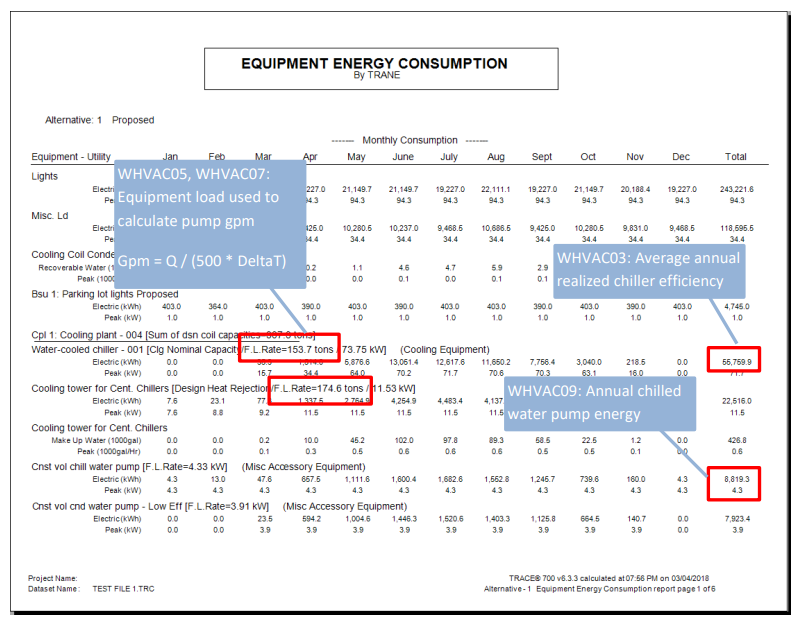 EQUIPMENT ENERGY CONSUMPTION
By TRANE
Alternative: 1 Proposed
------- Monthly Consumption -------
Equipment - Utility Jan Feb Mar Apr May June July Aug Sept Oct Nov Dec Total
Lights
Electri 227.0 21,149.7 21,149.7 19,227.0 22,111.1 19,227.0 21,149.7 20,188.4 19,227.0 243,221.6
Pe 94.3 94.3 94.3 94.3 94.3 94.3 94.3 94.3 94.3 94.3
Misc. Ld
Electri 425.0 10,280.5 10,237.0 9,468.5 10,686.5 9,425.0 10,280.5 9,831.0 9,468.5 118,595.5
Pe 34.4 34.4 34.4 34.4 34.4 34.4 34.4 34.4 34.4 34.4
Cooling Coil Conde
Recoverable Water (1 0.2 1.1 4.6 4.7 5.9 2.9
Peak (1000 0.0 0.0 0.1 0.0 0.1 0.1
Bsu 1: Parking lot lights Proposed
Electric (kWh) 403.0 364.0 403.0 390.0 403.0 390.0 403.0 403.0 390.0 403.0 390.0 403.0 4,745.0
Peak (kW) 1.0 1.0 1.0 1.0 1.0 1.0 1.0 1.0 1.0 1.0 1.0 1.0 1.0
Cpl 1: Cooling plant - 004 [Sum of dsn coil capacities= tons]
Water-cooled chiller - 001 [Clg Nominal Capacity/F.L.Rate=153.7 tons / 73.75 kW] (Cooling Equipment)
Electric (kWh) 0.0 0.0 5,876.6 13,051.4 12,617.6 11,650.2 7,756.4 3,040.0 218.5 0.0 55,759.9
Peak (kW) 0.0 0.0 15.7 34.4 64.0 70.2 71.7 70.6 70.3 63.1 16.0 0.0 71.7
Cooling tower for Cent. Chillers [Design Heat Rejection/F.L.Rate=174.6 tons / 11.53 kW]
Electric (kWh) 7.6 23.1 77. 1,337.5 2,764.9 4,254.9 4,483.4 4,137. 22,516.0
Peak (kW) 7.6 8.8 9.2 11.5 11.5 11.5 11.5 11.5 11.5
Cooling tower for Cent. Chillers
Make Up Water (1000gal) 0.0 0.0 0.2 10.0 45.2 102.0 97.8 89.3 58.5 22.5 1.2 0.0 426.8
Peak (1000gal/Hr) 0.0 0.0 0.1 0.3 0.5 0.6 0.6 0.6 0.5 0.5 0.1 0.0 0.6
Cnst vol chill water pump [F.L.Rate=4.33 kW] (Misc Accessory Equipment)
Electric (kWh) 4.3 13.0 47.6 657.5 1,111.6 1,600.4 1,682.6 1,552.8 1,245.7 739.6 160.0 4.3 8,819.3
Peak (kW) 4.3 4.3 4.3 4.3 4.3 4.3 4.3 4.3 4.3 4.3 4.3 4.3 4.3
Cnst vol cnd water pump - Low Eff [F.L.Rate=3.91 kW] (Misc Accessory Equipment)
Electric (kWh) 0.0 0.0 23.5 594.2 1,004.6 1,446.3 1,520.6 1,403.3 1,125.8 664.5 140.7 0.0 7,923.4
Peak (kW) 0.0 0.0 3.9 3.9 3.9 3.9 3.9 3.9 3.9 3.9 3.9 0.0 3.9
WHVAC05, WHVAC07:
Equipment load used to
calculate pump gpm
Gpm = Q / (500 * DeltaT)
WHVAC03: Average annual
realized chiller efficiency
WHVAC09: Annual chilled
water pump energy
Project Name:
Dataset Name: TEST FILE 1.TRC
TRACE® 700 v6.3.3 calculated at 07:56 PM on 03/04/2018
Alternative - 1 Equipment Energy Consumption report page 1 of 6